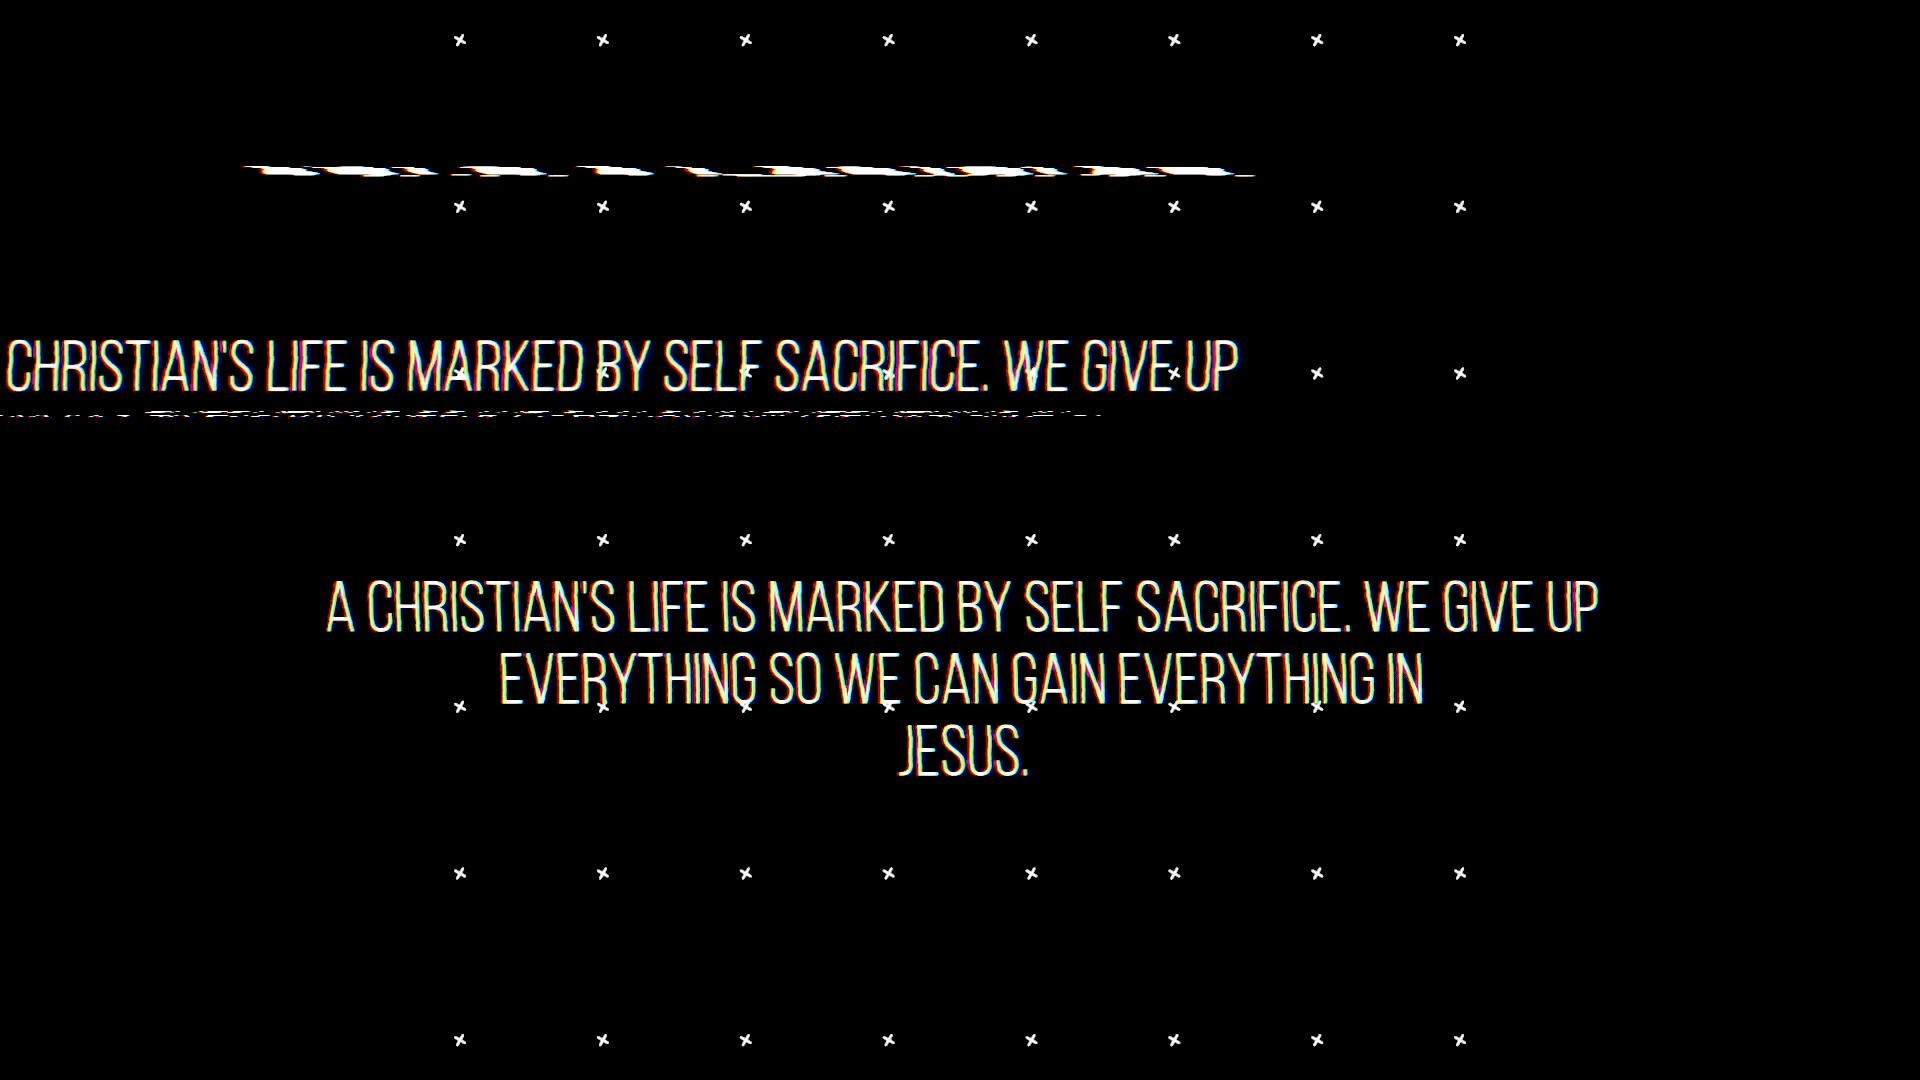 CHRISTIAN'S LIFE IS MARKED BY SELF SACRIFICE. WE GIVE UP
A CHRISTIAN'S LIFE IS MARKED BY SELF SACRIFICE. WE GIVE UP
EVERYTHING SO WE CAN GAIN EVERYTHING IN
JESUS.